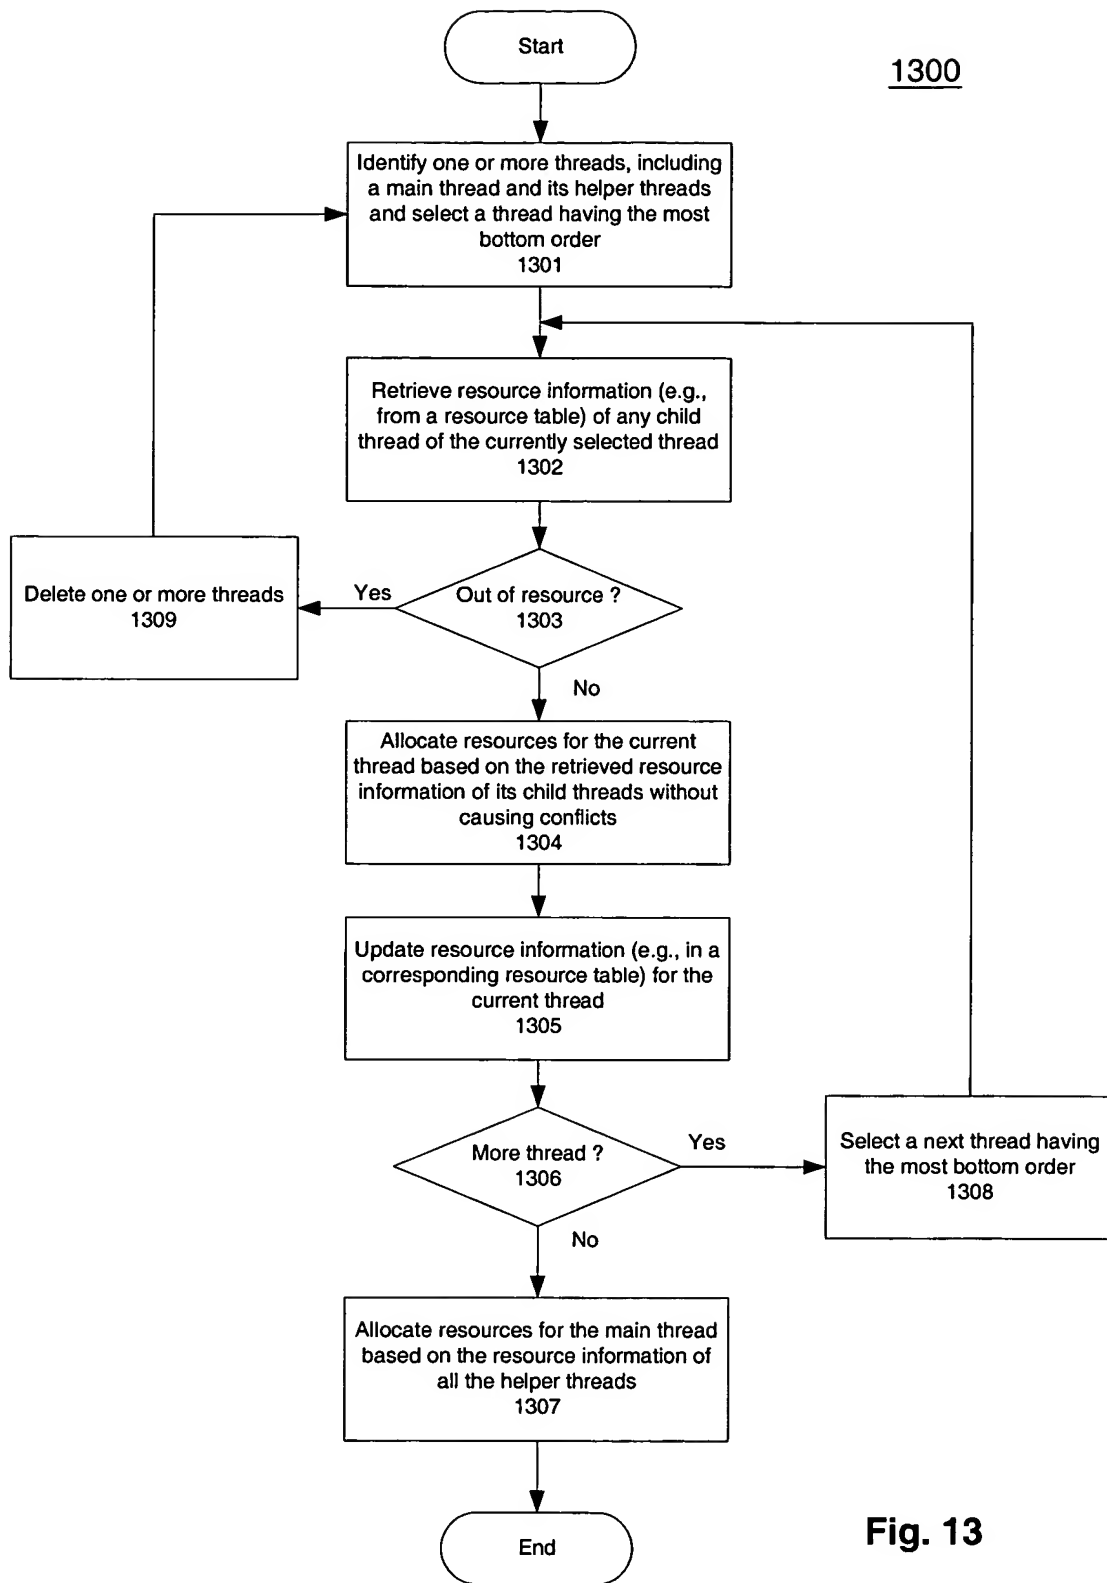 Start
1300
Identify one or more threads, including
a main thread and its helper threads
and select a thread having the most
bottom order
1301
Retrieve resource information (e.g.,
from a resource table) of any child
thread of the currently selected thread
1302
Delete one or more threads
1309
Yes
Out of resource ?
1303
No
Allocate resources for the current
thread based on the retrieved resource
information of its child threads without
causing conflicts
1304
Update resource information (e.g., in a
corresponding resource table) for the
current thread
1305
More thread ?
1306
Yes
Select a next thread having
the most bottom order
1308
No
Allocate resources for the main thread
based on the resource information of
all the helper threads
1307
End
Fig. 13